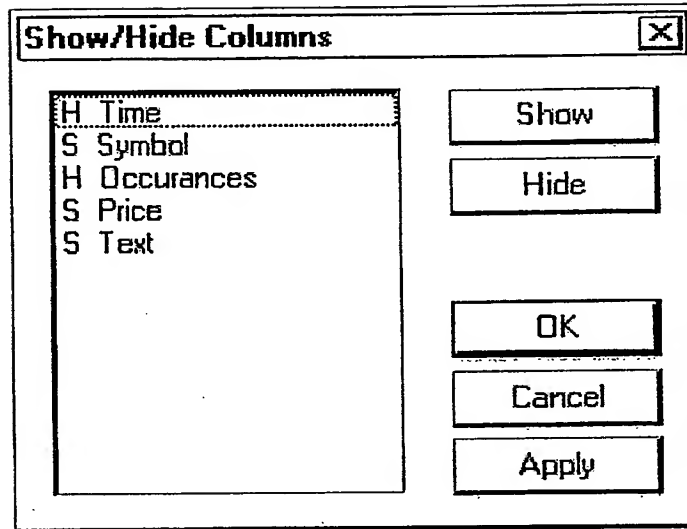 Show/Hide Columns
H Time
S Symbol
H Occurances
S Price
S Text
Show
Hide
OK
Cancel
Apply